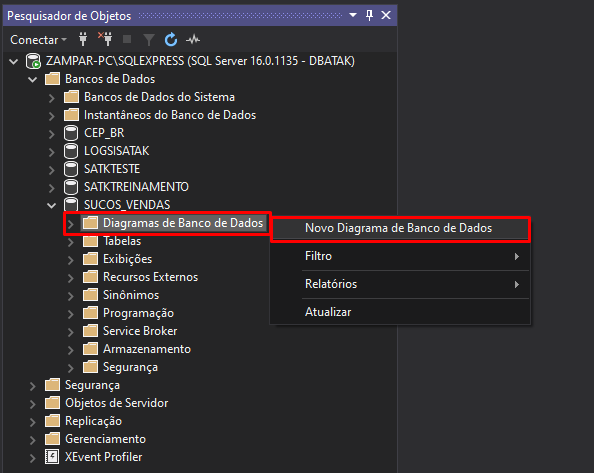 Pesquisador de Objetos
Conectar
ZAMPAR-PC\SQLEXPRESS (SQL Server 16.0.1135 - DBATAK)
Bancos de Dados
Bancos de Dados do Sistema
Instantâneos do Banco de Dados
CEP_BR
LOGSISATAK
SATKTESTE
SATKTREINAMENTO
SUCOS_VENDAS
Diagramas de Banco de Dados
Novo Diagrama de Banco de Dados
Tabelas
Exibições
Filtro
Recursos Externos
Relatórios
Sinônimos
Programação
Atualizar
Service Broker
Armazenamento
Segurança
Segurança
Objetos de Servidor
Replicação
Gerenciamento
XEvent Profiler